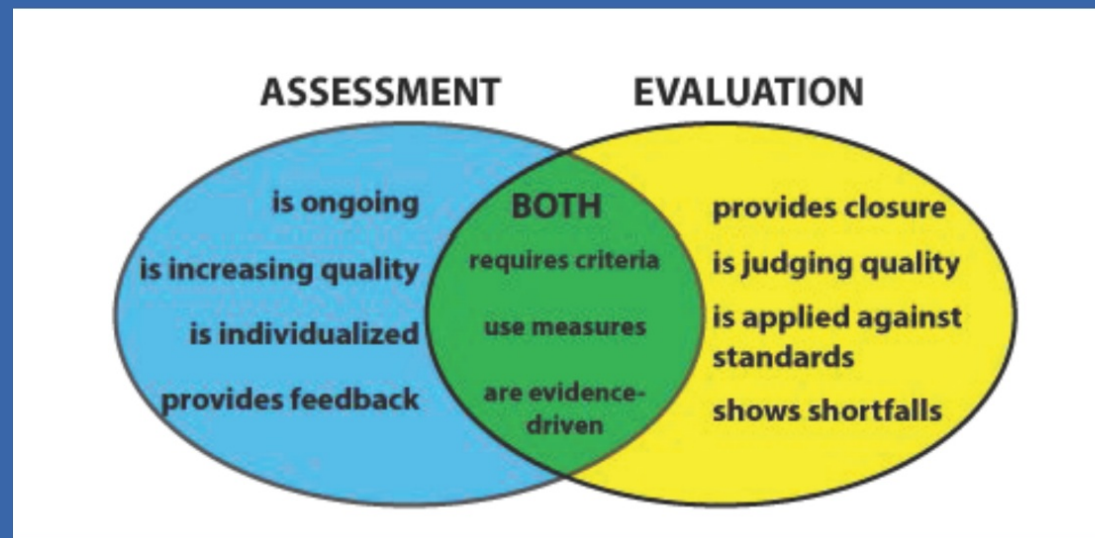 ASSESSMENT
EVALUATION
is ongoing
is increasing quality
is individualized
provides feedback
BOTH
requires criteria
use measures
are evidence-
driven
provides closure
is judging quality
is applied against
standards
shows shortfalls